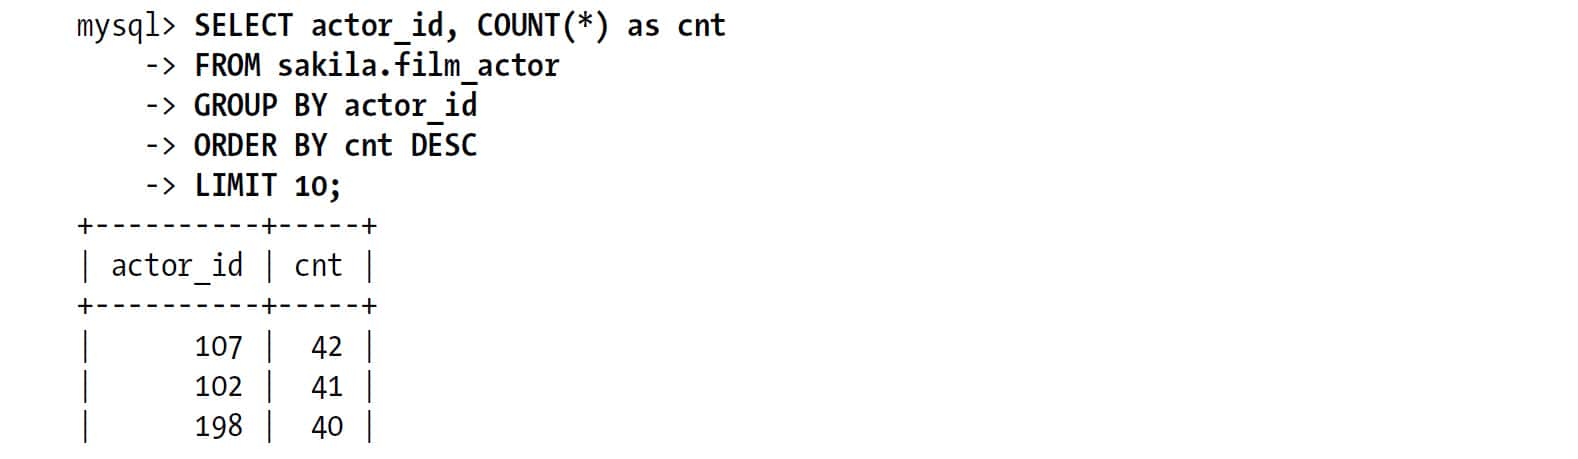 mysql> SELECT actor_id, COUNT(*) as cnt
    -> FROM sakila.film_actor
    -> GROUP BY actor_id
    -> ORDER BY cnt DESC
    -> LIMIT 10;
+----------+-----+
| actor_id | cnt |
+----------+-----+
|      107 |  42 |
|      102 |  41 |
|      198 |  40 |